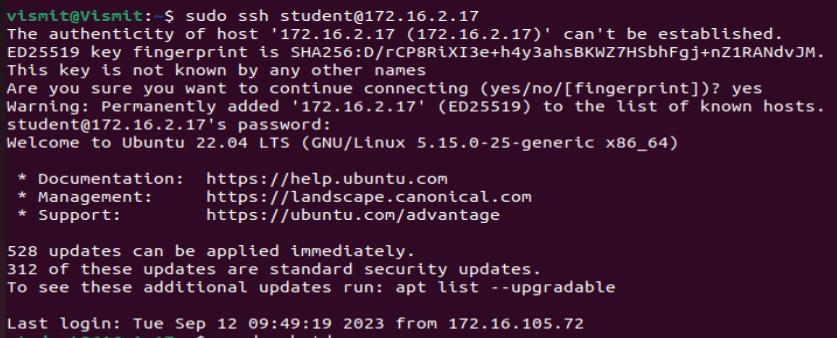 vismit@Vismit:~$ sudo ssh student@172.16.2.17
The authenticity of host '172.16.2.17 (172.16.2.17)' can't be established.
ED25519 key fingerprint is SHA256:D/rCP8RiXI3e+h4y3ahsBKWZ7HSbhFgj+nZ1RANdvJM.
This key is not known by any other names
Are you sure you want to continue connecting (yes/no/[fingerprint])? yes
Warning: Permanently added '172.16.2.17' (ED25519) to the list of known hosts.
student@172.16.2.17's password:
Welcome to Ubuntu 22.04 LTS (GNU/Linux 5.15.0-25-generic x86_64)
* Documentation:  https://help.ubuntu.com
* Management:     https://landscape.canonical.com
* Support:        https://ubuntu.com/advantage
528 updates can be applied immediately.
312 of these updates are standard security updates.
To see these additional updates run: apt list --upgradable
Last login: Tue Sep 12 09:49:19 2023 from 172.16.105.72